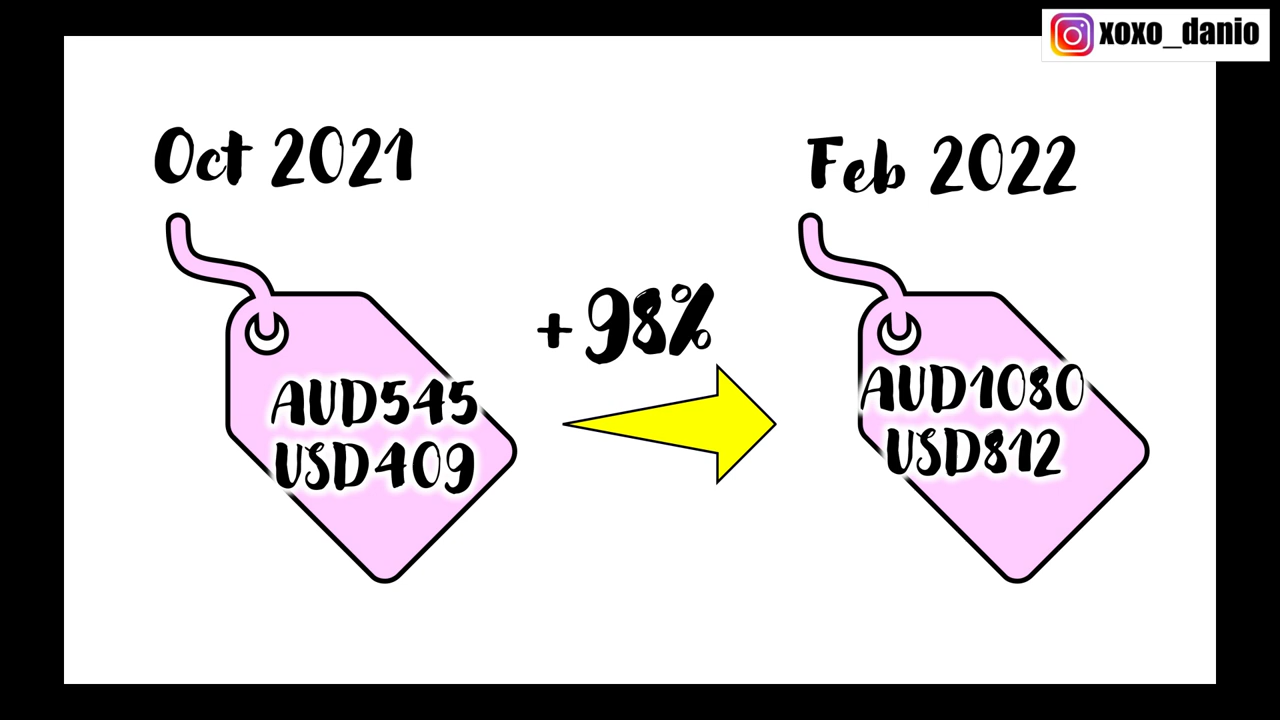 xoxo_danio
Oct 2021
Feb 2022
+98%
AUD545
USD409
AUD1080
USD812